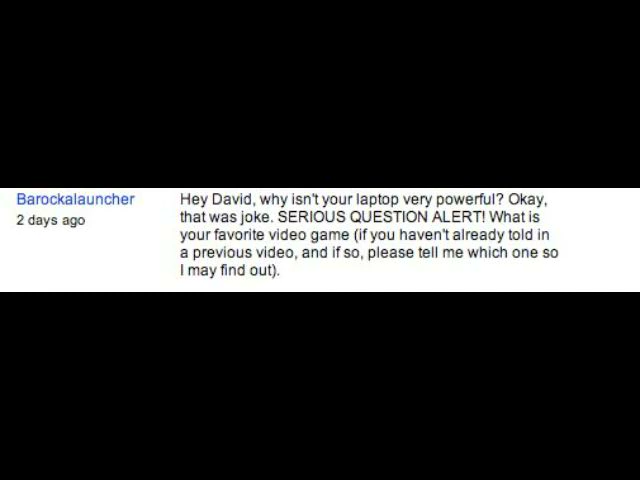 Barockalauncher
2 days ago
Hey David, why isn't your laptop very powerful? Okay,
that was joke. SERIOUS QUESTION ALERT! What is
your favorite video game (if you haven't already told in
a previous video, and if so, please tell me which one so
I may find out).